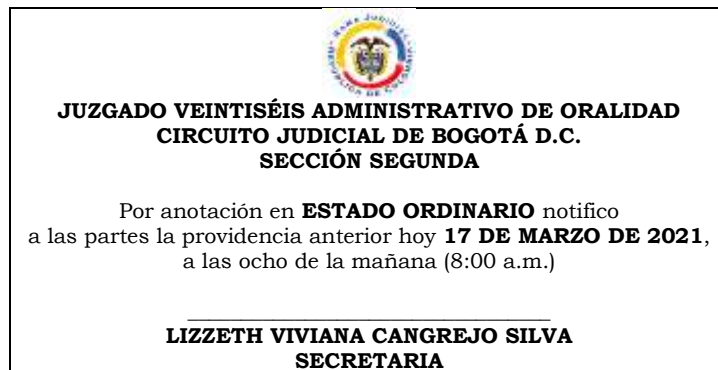 JUZGADO VEINTISÉIS ADMINISTRATIVO DE ORALIDAD
CIRCUITO JUDICIAL DE BOGOTÁ D.C.
SECCIÓN SEGUNDA
Por anotación en ESTADO ORDINARIO notifico
a las partes la providencia anterior hoy 17 DE MARZO DE 2021,
a las ocho de la mañana (8:00 a.m.)
LIZZETH VIVIANA CANGREJO SILVA
SECRETARIA